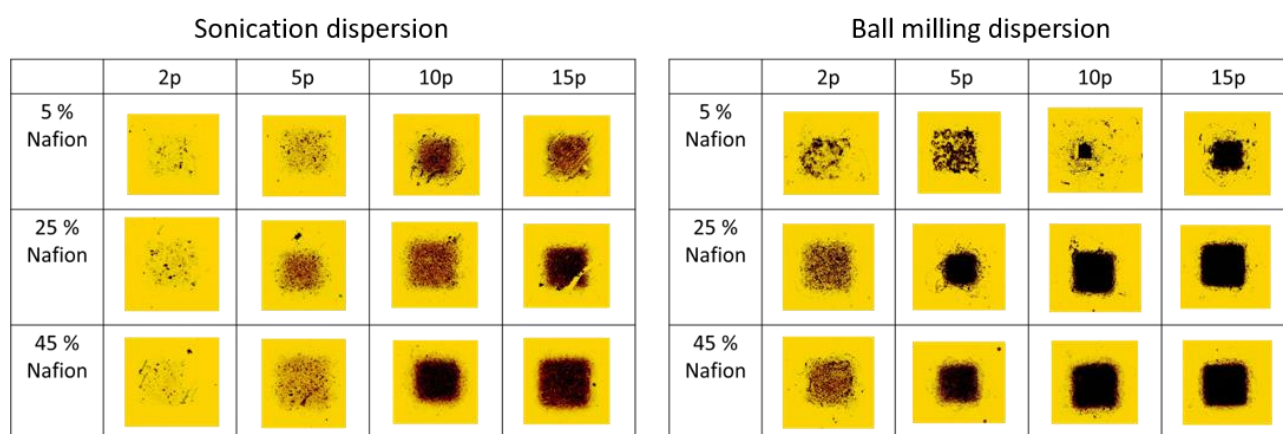 Sonication dispersion
2p 5p 10p 15p
5 %
Nafion
25 %
Nafion
45 %
Nafion
Ball milling dispersion
2p 5p 10p 15p
5 %
Nafion
25 %
Nafion
45 %
Nafion